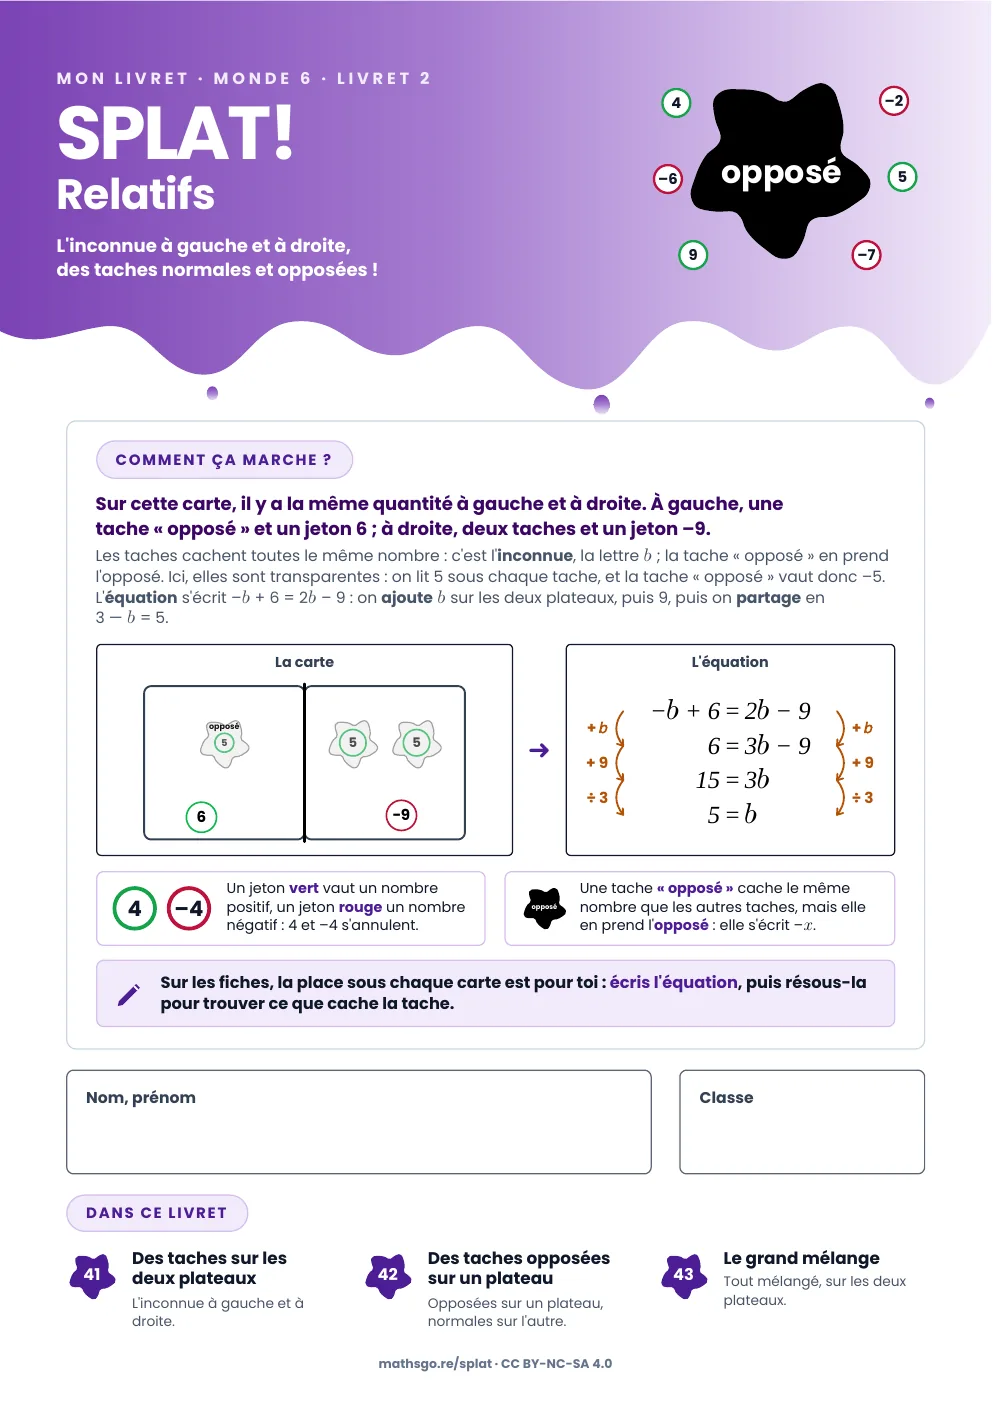 MON LIVRET · MONDE 6 · LIVRET 2
SPLAT!
Relatifs
L'inconnue à gauche et à droite,
des taches normales et opposées !
4
−2
opposé
−6
5
9
−7
COMMENT ÇA MARCHE ?
Sur cette carte, il y a la même quantité à gauche et à droite. À gauche, une
tache « opposé » et un jeton 6 ; à droite, deux taches et un jeton −9.
Les taches cachent toutes le même nombre : c'est l'inconnue, la lettre b ; la tache « opposé » en prend
l'opposé. Ici, elles sont transparentes : on lit 5 sous chaque tache, et la tache « opposé » vaut donc −5.
L'équation s'écrit −b + 6 = 2b − 9 : on ajoute b sur les deux plateaux, puis 9, puis on partage en
3 — b = 5.
La carte
opposé
5
5
5
6
−9
L'équation
−b + 6 = 2b − 9
+ b
+ b
6 = 3b − 9
+ 9
+ 9
15 = 3b
÷ 3
÷ 3
5 = b
4
−4
Un jeton vert vaut un nombre
positif, un jeton rouge un nombre
négatif : 4 et −4 s'annulent.
opposé
Une tache « opposé » cache le même
nombre que les autres taches, mais elle
en prend l'opposé : elle s'écrit −x.
Sur les fiches, la place sous chaque carte est pour toi : écris l'équation, puis résous-la
pour trouver ce que cache la tache.
Nom, prénom
Classe
DANS CE LIVRET
41
Des taches sur les
deux plateaux
L'inconnue à gauche et à
droite.
42
Des taches opposées
sur un plateau
Opposées sur un plateau,
normales sur l'autre.
43
Le grand mélange
Tout mélangé, sur les deux
plateaux.
mathsgo.re/splat · CC BY-NC-SA 4.0